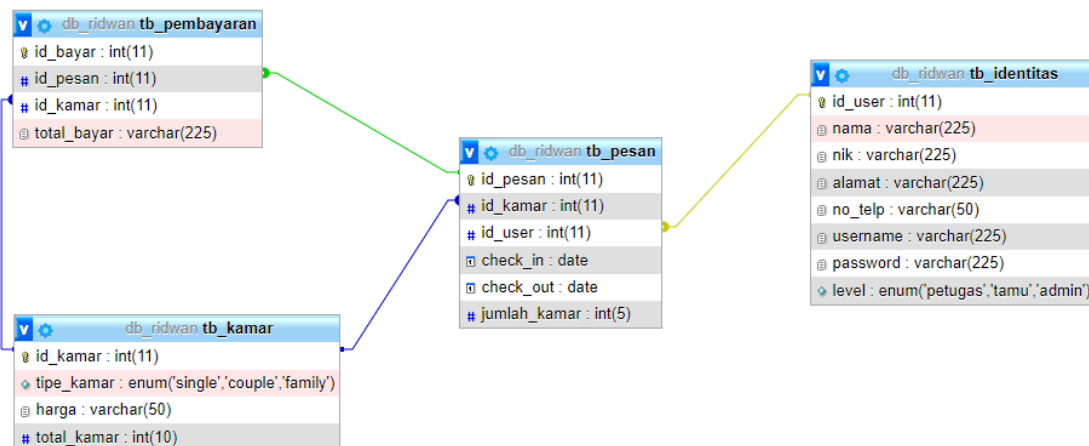 v db_ridwan tb_pembayaran
id_bayar : int(11)
# id_pesan : int(11)
# id_kamar : int(11)
total_bayar : varchar(225)
v db_ridwan tb_identitas
id_user : int(11)
nama : varchar(225)
nik : varchar(225)
alamat : varchar(225)
no_telp : varchar(50)
username : varchar(225)
password : varchar(225)
level : enum('petugas','tamu','admin')
v db_ridwan tb_pesan
id_pesan : int(11)
# id_kamar : int(11)
# id_user : int(11)
check_in : date
check_out : date
# jumlah_kamar : int(5)
v db_ridwan tb_kamar
id_kamar : int(11)
tipe_kamar : enum('single','couple','family')
harga : varchar(50)
# total_kamar : int(10)